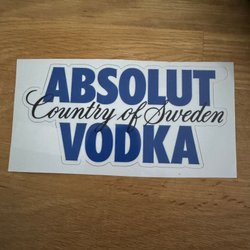 ABSOLUT
Country of Sweden
VODKA